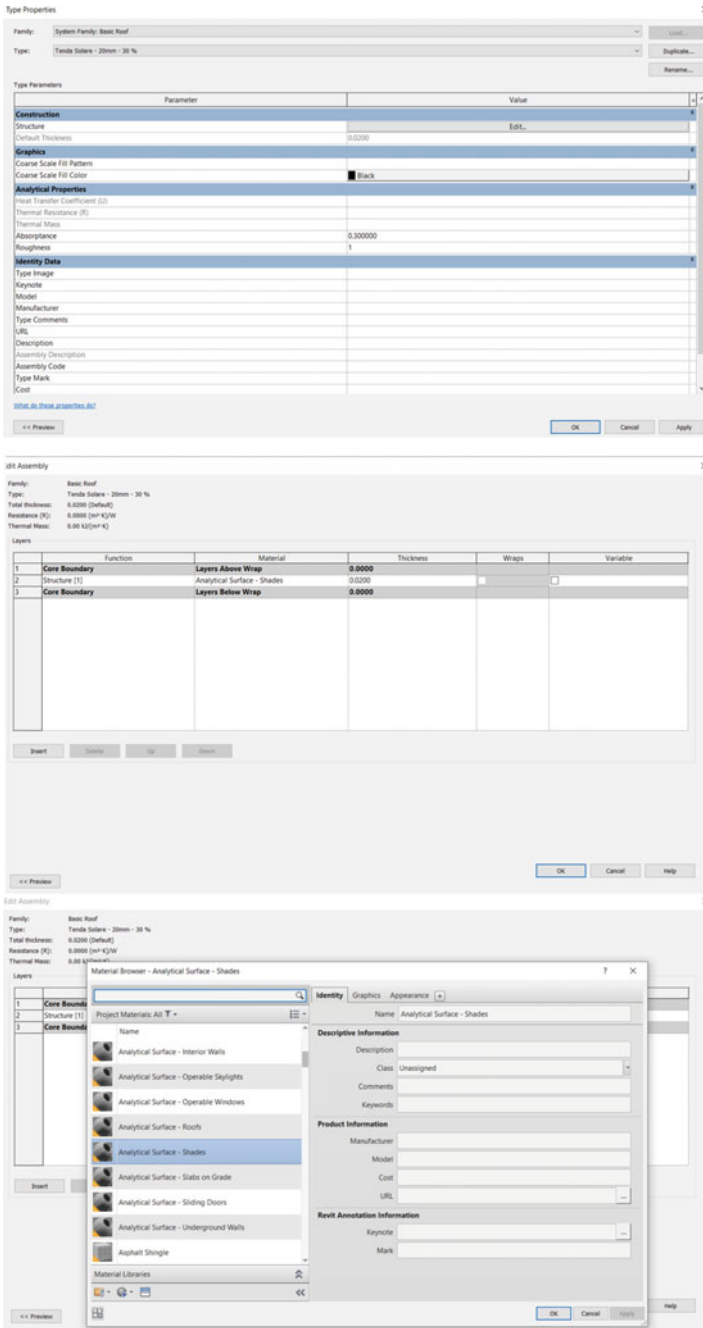 Type Properties
Family: System Family: Basic Roof Load...
Type: Tenda Solare - 20mm - 30 % Duplicate...
Rename...
Type Parameters
Parameter Value
Construction
Structure Edit...
Default Thickness 0.0200
Graphics
Coarse Scale Fill Pattern
Coarse Scale Fill Color Black
Analytical Properties
Heat Transfer Coefficient (U)
Thermal Resistance (R)
Thermal Mass
Absorptance 0.300000
Roughness 1
Identity Data
Type Image
Keynote
Model
Manufacturer
Type Comments
URL
Description
Assembly Description
Assembly Code
Type Mark
Cost
What do these properties do?
<< Preview OK Cancel Apply
dit Assembly
Family: Basic Roof
Type: Tenda Solare - 20mm - 30 %
Total thickness: 0.0200 (Default)
Resistance (R): 0.0000 (m²·K)/W
Thermal Mass: 0.00 kJ/(m²·K)
Layers
Function Material Thickness Wraps Variable
1 Core Boundary Layers Above Wrap 0.0000
2 Structure [1] Analytical Surface - Shades 0.0200
3 Core Boundary Layers Below Wrap 0.0000
Insert Delete Up Down
OK Cancel Help
<< Preview
Edit Assembly
Family: Basic Roof
Type: Tenda Solare - 20mm - 30 %
Total thickness: 0.0200 (Default)
Resistance (R): 0.0000 (m²·K)/W
Thermal Mass: 0.00
Layers
1 Core Bounda
2 Structure [1]
3 Core Bounda
Insert
Material Browser - Analytical Surface - Shades ? ×
Identity Graphics Appearance +
Project Materials: All Name Analytical Surface - Shades
Name
Descriptive Information
Analytical Surface - Interior Walls
Description
Analytical Surface - Operable Skylights
Class Unassigned
Comments
Analytical Surface - Operable Windows
Keywords
Analytical Surface - Roofs
Product Information
Manufacturer
Analytical Surface - Shades
Model
Analytical Surface - Slabs on Grade
Cost
URL ...
Analytical Surface - Sliding Doors
Revit Annotation Information
Analytical Surface - Underground Walls
Keynote ...
Asphalt Shingle
Mark
Material Libraries
<<
OK Cancel Apply
Help
<< Preview